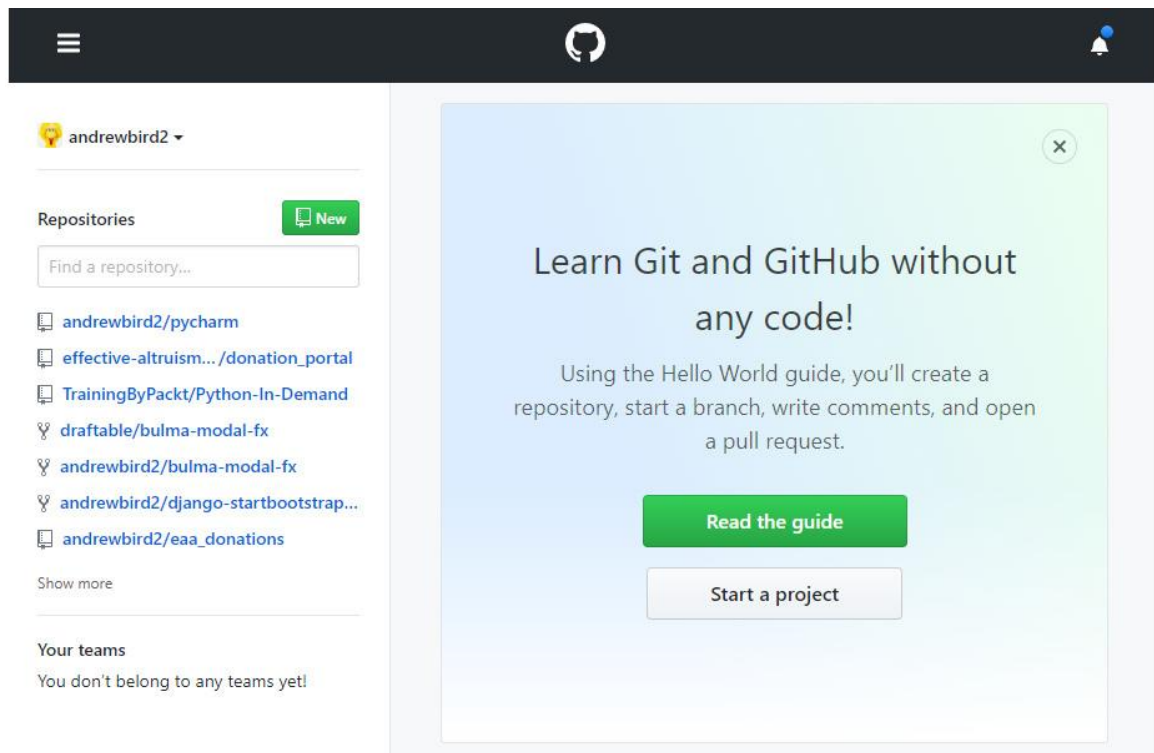 andrewbird2
Repositories
New
Find a repository...
andrewbird2/pycharm
effective-altruism.../donation_portal
TrainingByPackt/Python-In-Demand
draftable/bulma-modal-fx
andrewbird2/bulma-modal-fx
andrewbird2/django-startbootstrap...
andrewbird2/eaa_donations
Show more
Your teams
You don't belong to any teams yet!
Learn Git and GitHub without
any code!
Using the Hello World guide, you'll create a
repository, start a branch, write comments, and open
a pull request.
Read the guide
Start a project